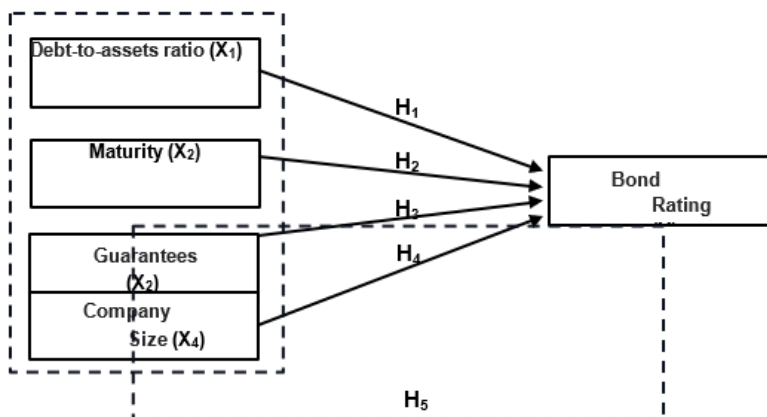 Debt-to-assets ratio (X₁)
H₁
Maturity (X₂)
H₂
Bond
Rating
H₂
Guarantees
(X₂)
H₄
Company
Size (X₄)
H₅